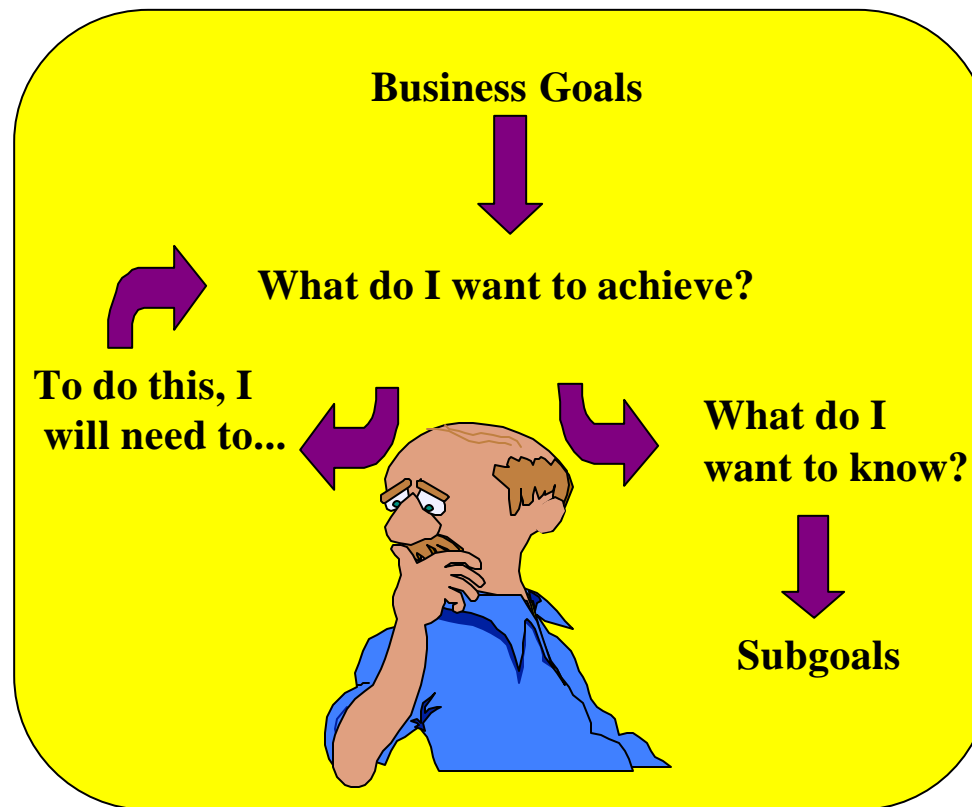 Business Goals
What do I want to achieve?
To do this, I
will need to...
What do I
want to know?
Subgoals